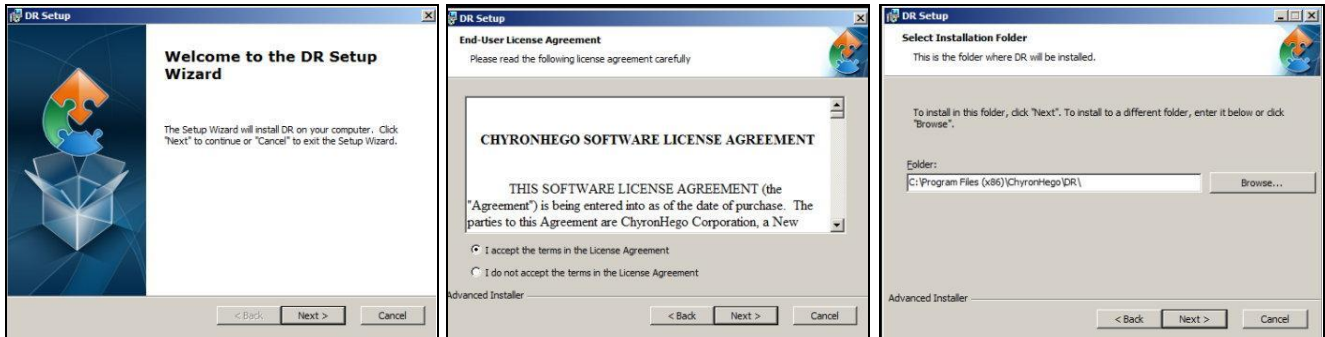 DR Setup
Welcome to the DR Setup
Wizard
The Setup Wizard will install DR on your computer. Click
"Next" to continue or "Cancel" to exit the Setup Wizard.
< Back
Next >
Cancel
DR Setup
End-User License Agreement
Please read the following license agreement carefully
CHYRONHEGO SOFTWARE LICENSE AGREEMENT
THIS SOFTWARE LICENSE AGREEMENT (the
"Agreement") is being entered into as of the date of purchase. The
parties to this Agreement are ChyronHego Corporation, a New
I accept the terms in the License Agreement
I do not accept the terms in the License Agreement
Advanced Installer
< Back
Next >
Cancel
DR Setup
Select Installation Folder
This is the folder where DR will be installed.
To install in this folder, click "Next". To install to a different folder, enter it below or click
"Browse".
Folder:
C:\Program Files (x86)\ChyronHego\DR\
Browse...
Advanced Installer
< Back
Next >
Cancel